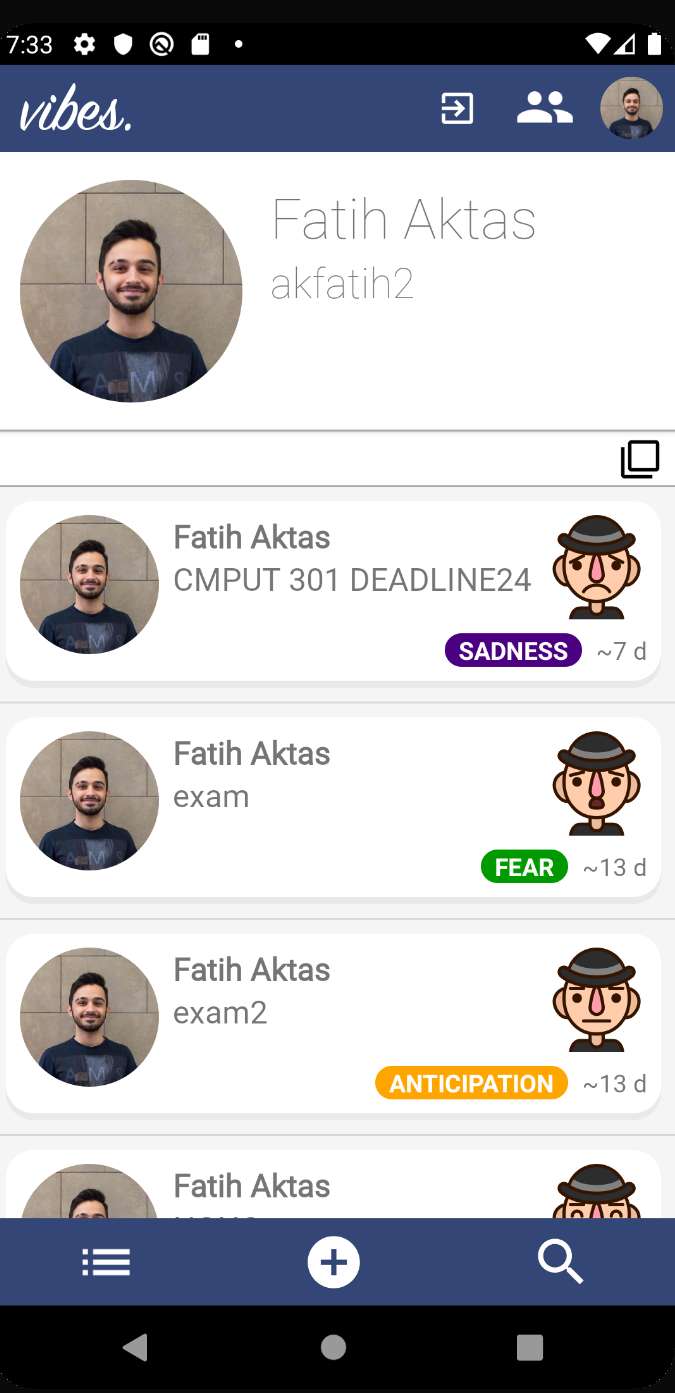 7:33
vibes.
Fatih Aktas
akfatih2
Fatih Aktas
CMPUT 301 DEADLINE24
SADNESS ~7 d
Fatih Aktas
exam
FEAR ~13 d
Fatih Aktas
exam2
ANTICIPATION ~13 d
Fatih Aktas